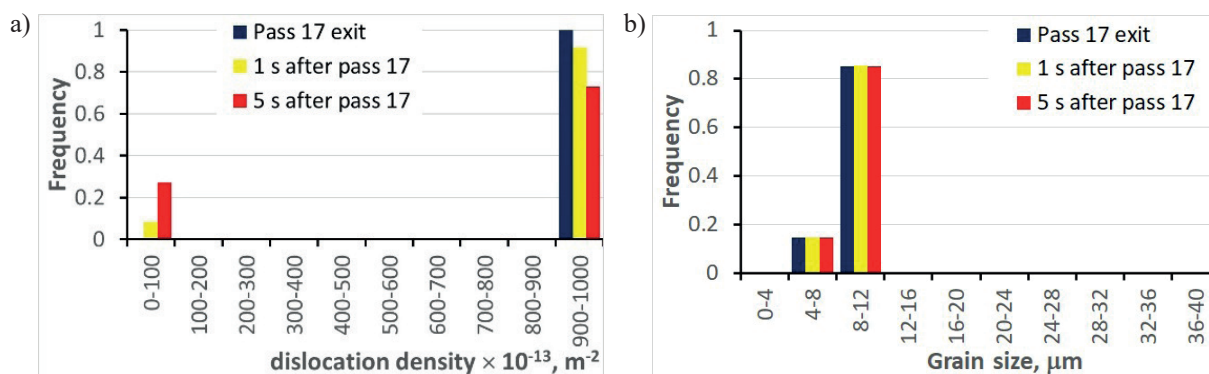 a)
Frequency
1
0.8
0.6
0.4
0.2
0
Pass 17 exit
1 s after pass 17
5 s after pass 17
0-100
100-200
200-300
300-400
400-500
500-600
600-700
700-800
800-900
900-1000
dislocation density × 10⁻¹³, m⁻²
b)
Frequency
1
0.8
0.6
0.4
0.2
0
Pass 17 exit
1 s after pass 17
5 s after pass 17
0-4
4-8
8-12
12-16
16-20
20-24
24-28
28-32
32-36
36-40
Grain size, μm